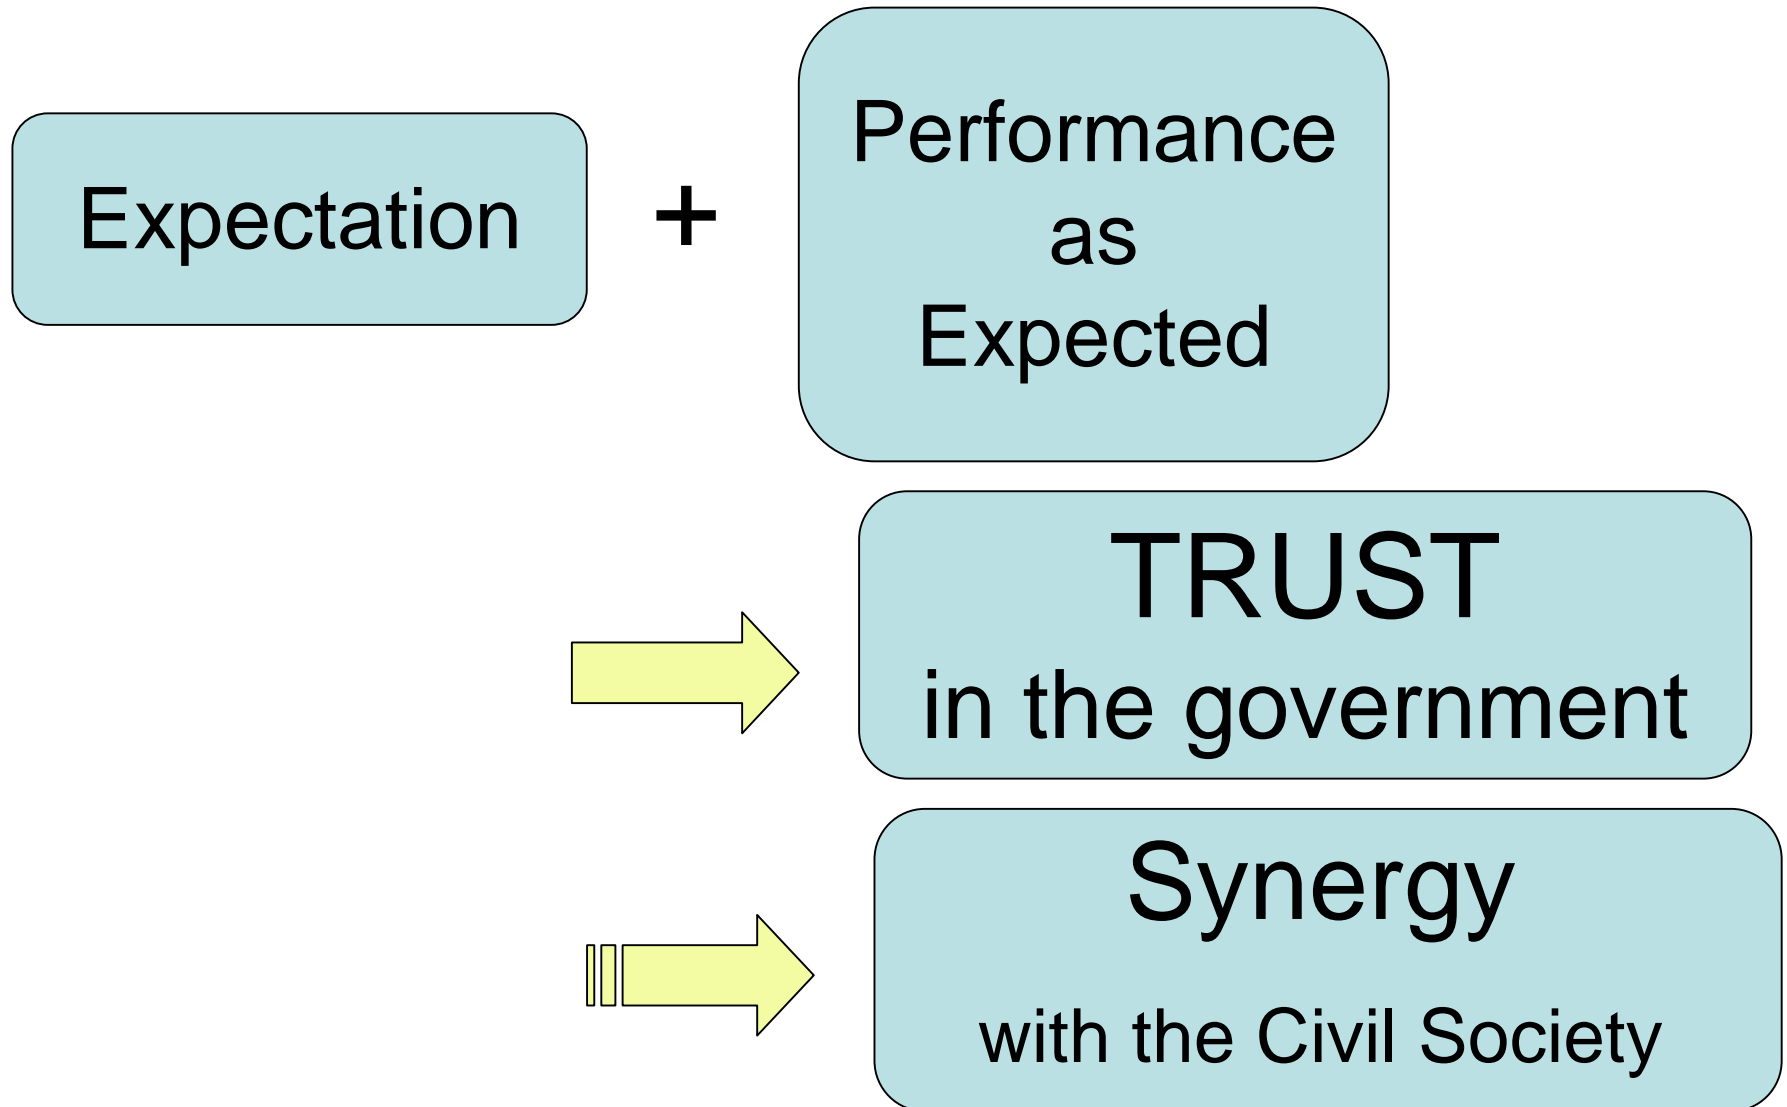 Expectation
+
Performance
as
Expected
TRUST
in the government
Synergy
with the Civil Society